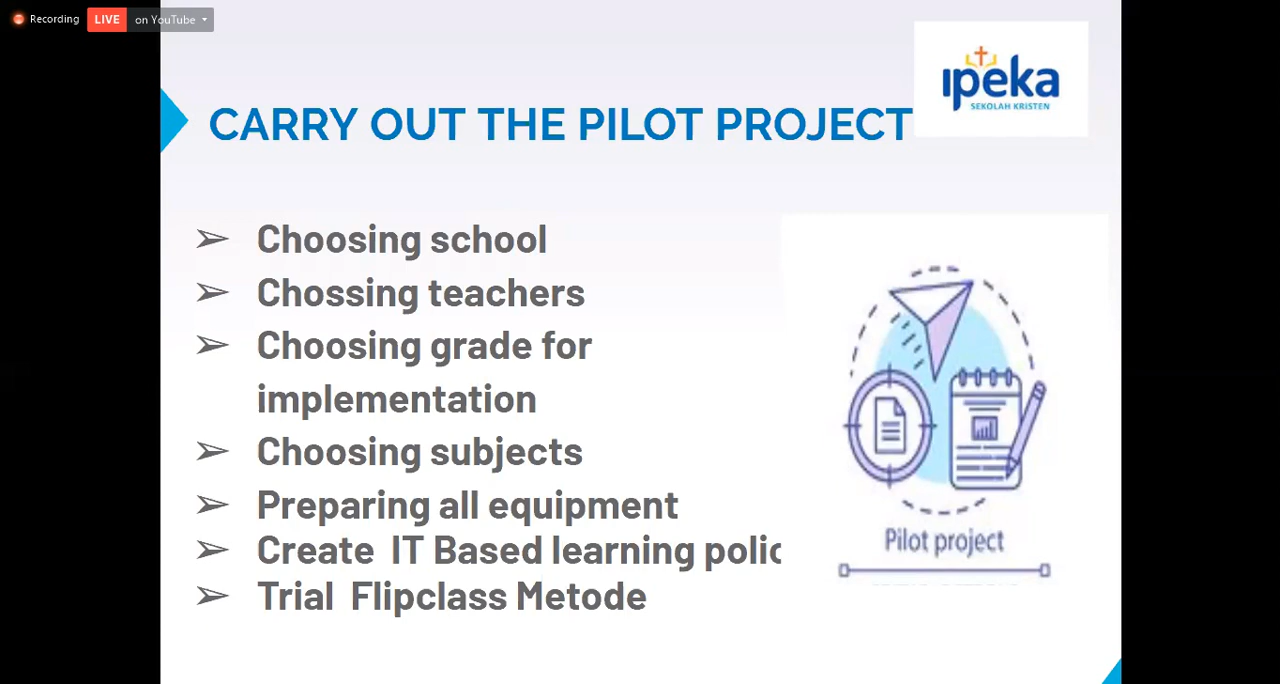 Recording LIVE on YouTube
ipeka
SEKOLAH KRISTEN
CARRY OUT THE PILOT PROJECT
➢ Choosing school
➢ Chossing teachers
➢ Choosing grade for
implementation
➢ Choosing subjects
➢ Preparing all equipment
➢ Create IT Based learning polic
➢ Trial Flipclass Metode
Pilot project